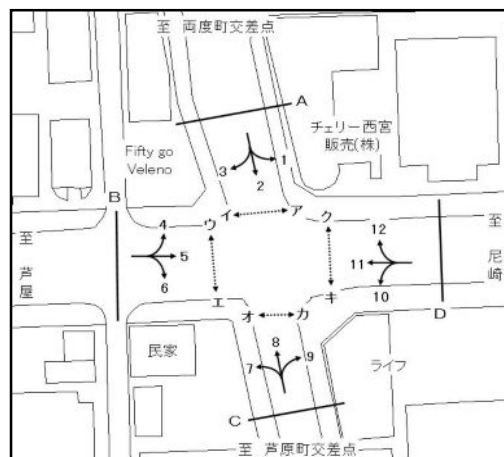 至 両度町交差点
A
チェリー西宮
販売(株)
Fifty go
Veleno
3
1
2
B
イ
ア
ク
ウ
4
5
6
12
11
10
至
芦
屋
至
尼
崎
エ
オ
カ
キ
D
民家
8
7
9
ライフ
C
至 芦原町交差点